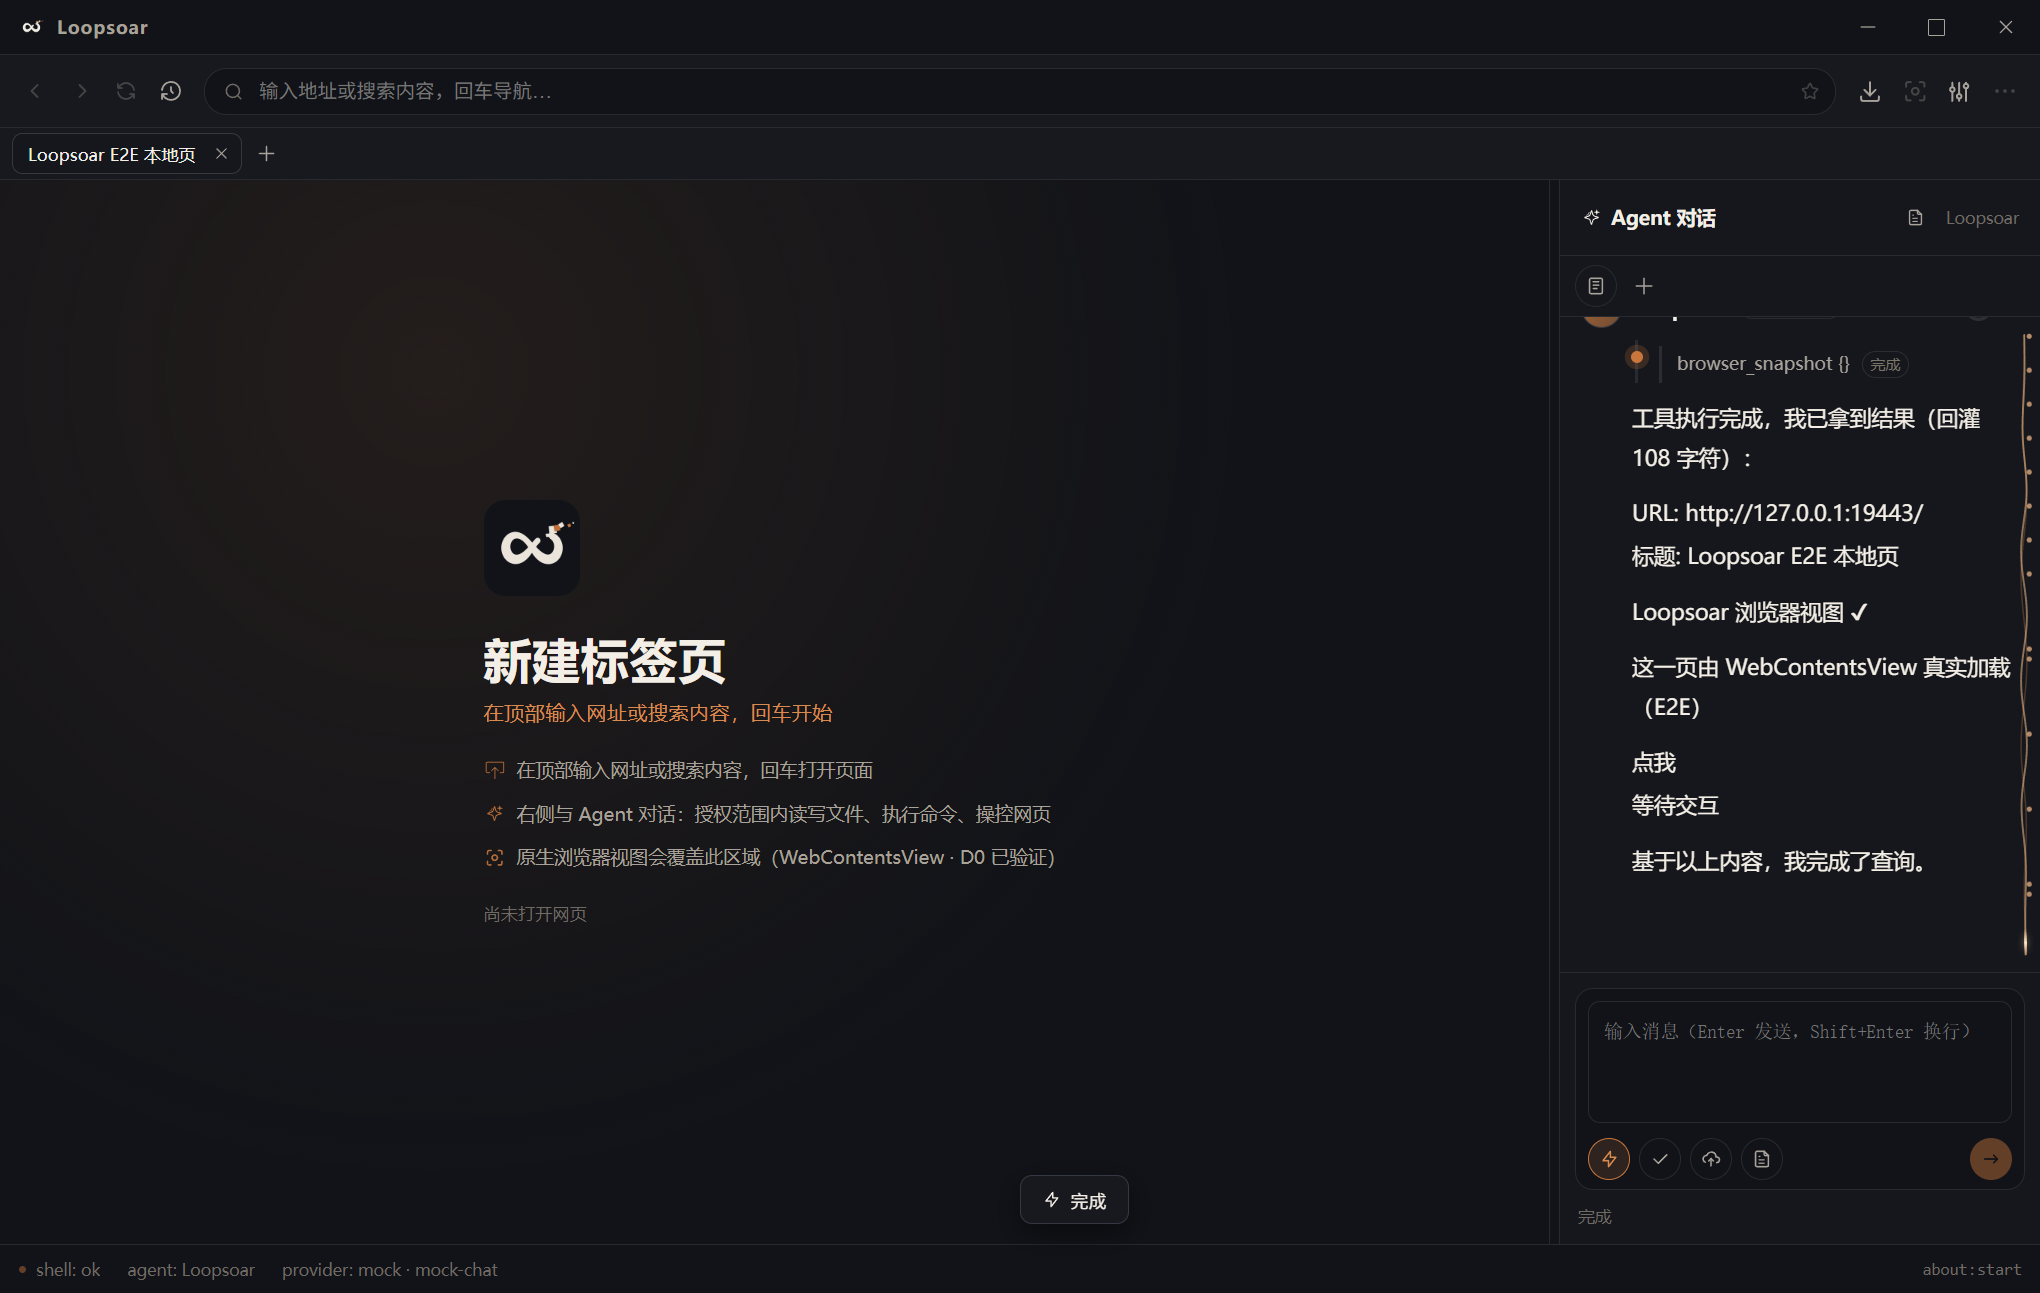 Loopsoar
输入地址或搜索内容，回车导航…
Loopsoar E2E 本地页
新建标签页
在顶部输入网址或搜索内容，回车开始
在顶部输入网址或搜索内容，回车打开页面
右侧与 Agent 对话：授权范围内读写文件、执行命令、操控网页
原生浏览器视图会覆盖此区域（WebContentsView · D0 已验证）
尚未打开网页
完成
Agent 对话
Loopsoar
browser_snapshot {}
完成
工具执行完成，我已拿到结果（回灌
108 字符）：
URL: http://127.0.0.1:19443/
标题: Loopsoar E2E 本地页
Loopsoar 浏览器视图 ✓
这一页由 WebContentsView 真实加载
（E2E）
点我
等待交互
基于以上内容，我完成了查询。
输入消息（Enter 发送，Shift+Enter 换行）
完成
shell: ok
agent: Loopsoar
provider: mock · mock-chat
about:start